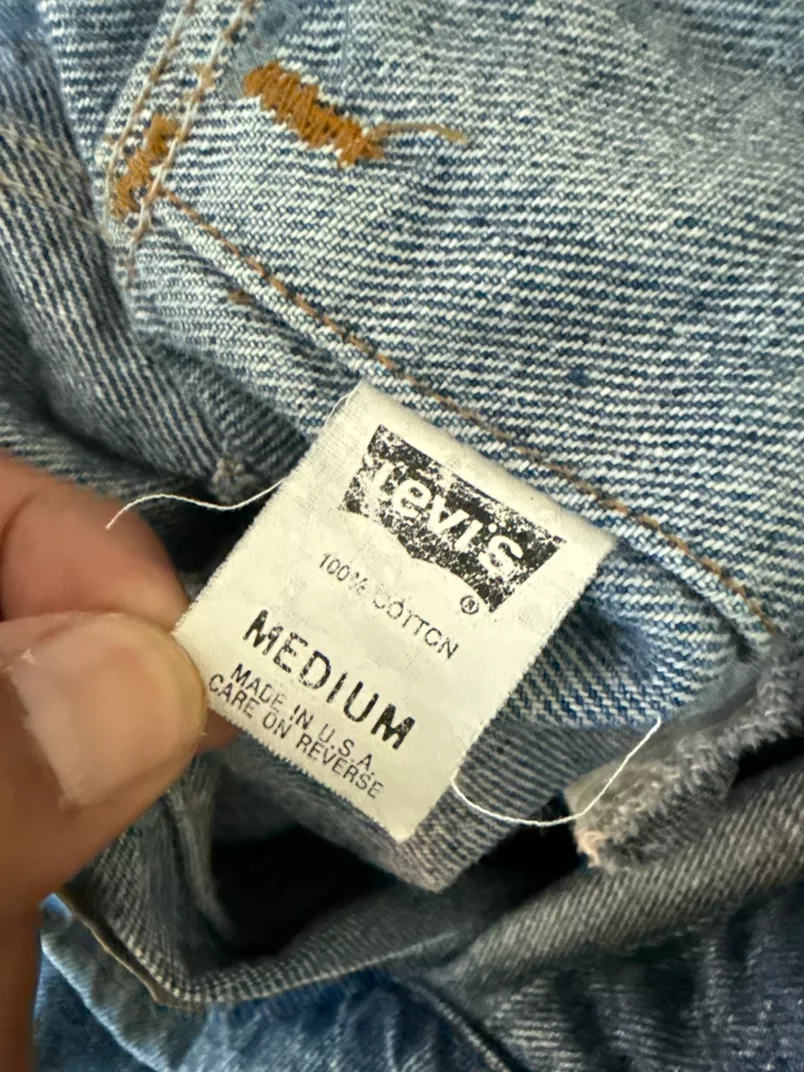 Levi's
®
100% COTTON
MEDIUM
MADE IN U.S.A.
CARE ON REVERSE